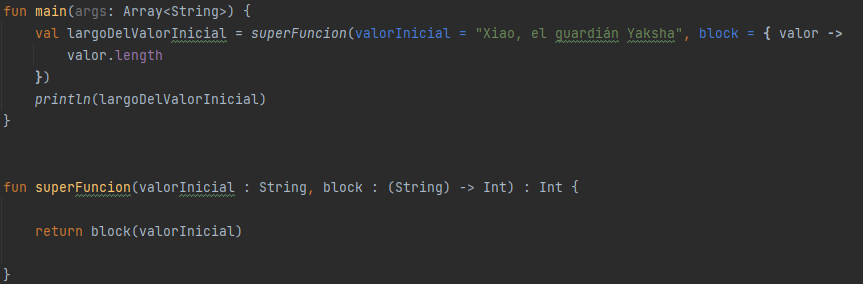 fun main(args: Array<String>) {
    val largoDelValorInicial = superFuncion(valorInicial = "Xiao, el guardián Yaksha", block = { valor ->
        valor.length
    })
    println(largoDelValorInicial)
}
fun superFuncion(valorInicial : String, block : (String) -> Int) : Int {
    return block(valorInicial)
}